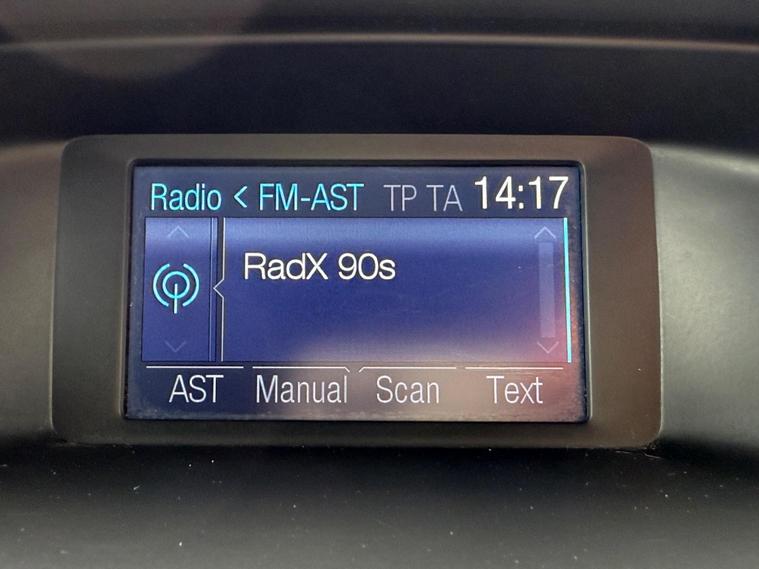 Radio < FM-AST TP TA 14:17
RadX 90s
AST Manual Scan Text